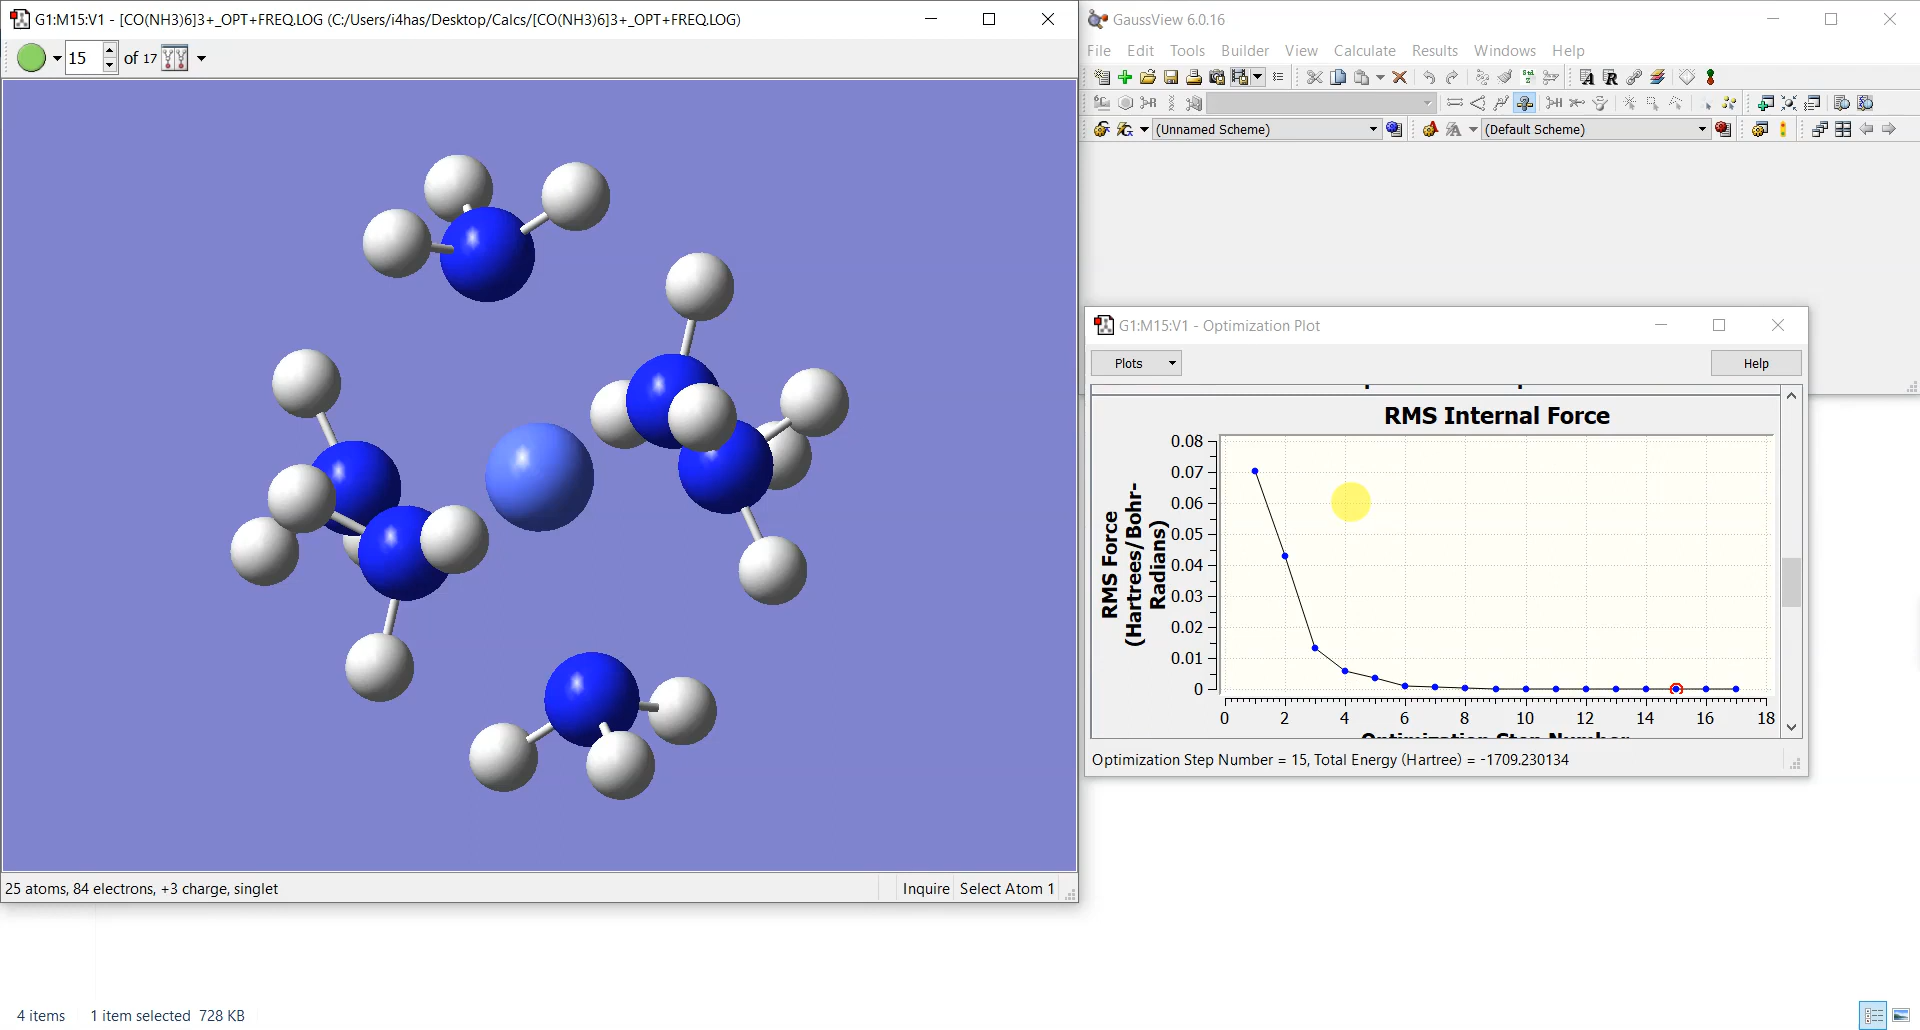 G1:M15:V1 - [CO(NH3)6]3+_OPT+FREQ.LOG (C:/Users/i4has/Desktop/Calcs/[CO(NH3)6]3+_OPT+FREQ.LOG)
15 of 17
25 atoms, 84 electrons, +3 charge, singlet
Inquire Select Atom 1
GaussView 6.0.16
File Edit Tools Builder View Calculate Results Windows Help
(Unnamed Scheme) (Default Scheme)
G1:M15:V1 - Optimization Plot
Plots Help
RMS Internal Force
RMS Force
(Hartrees/Bohr-
Radians)
0.08
0.07
0.06
0.05
0.04
0.03
0.02
0.01
0
0 2 4 6 8 10 12 14 16 18
Optimization Step Number
Optimization Step Number = 15, Total Energy (Hartree) = -1709.230134
4 items 1 item selected 728 KB